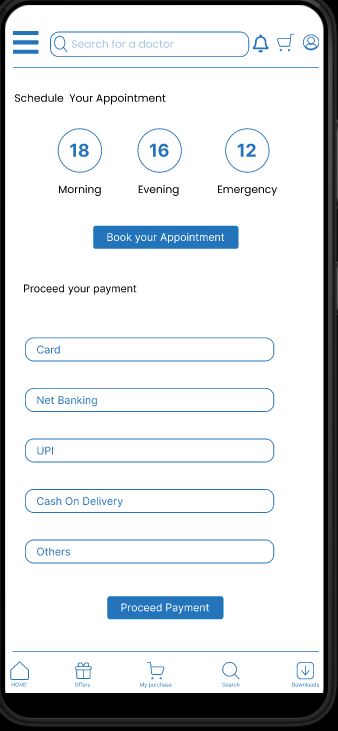 Search for a doctor
Schedule Your Appointment
18 16 12
Morning Evening Emergency
Book your Appointment
Proceed your payment
Card
Net Banking
UPI
Cash On Delivery
Others
Proceed Payment
HOME Offers My purchase Search Downloads